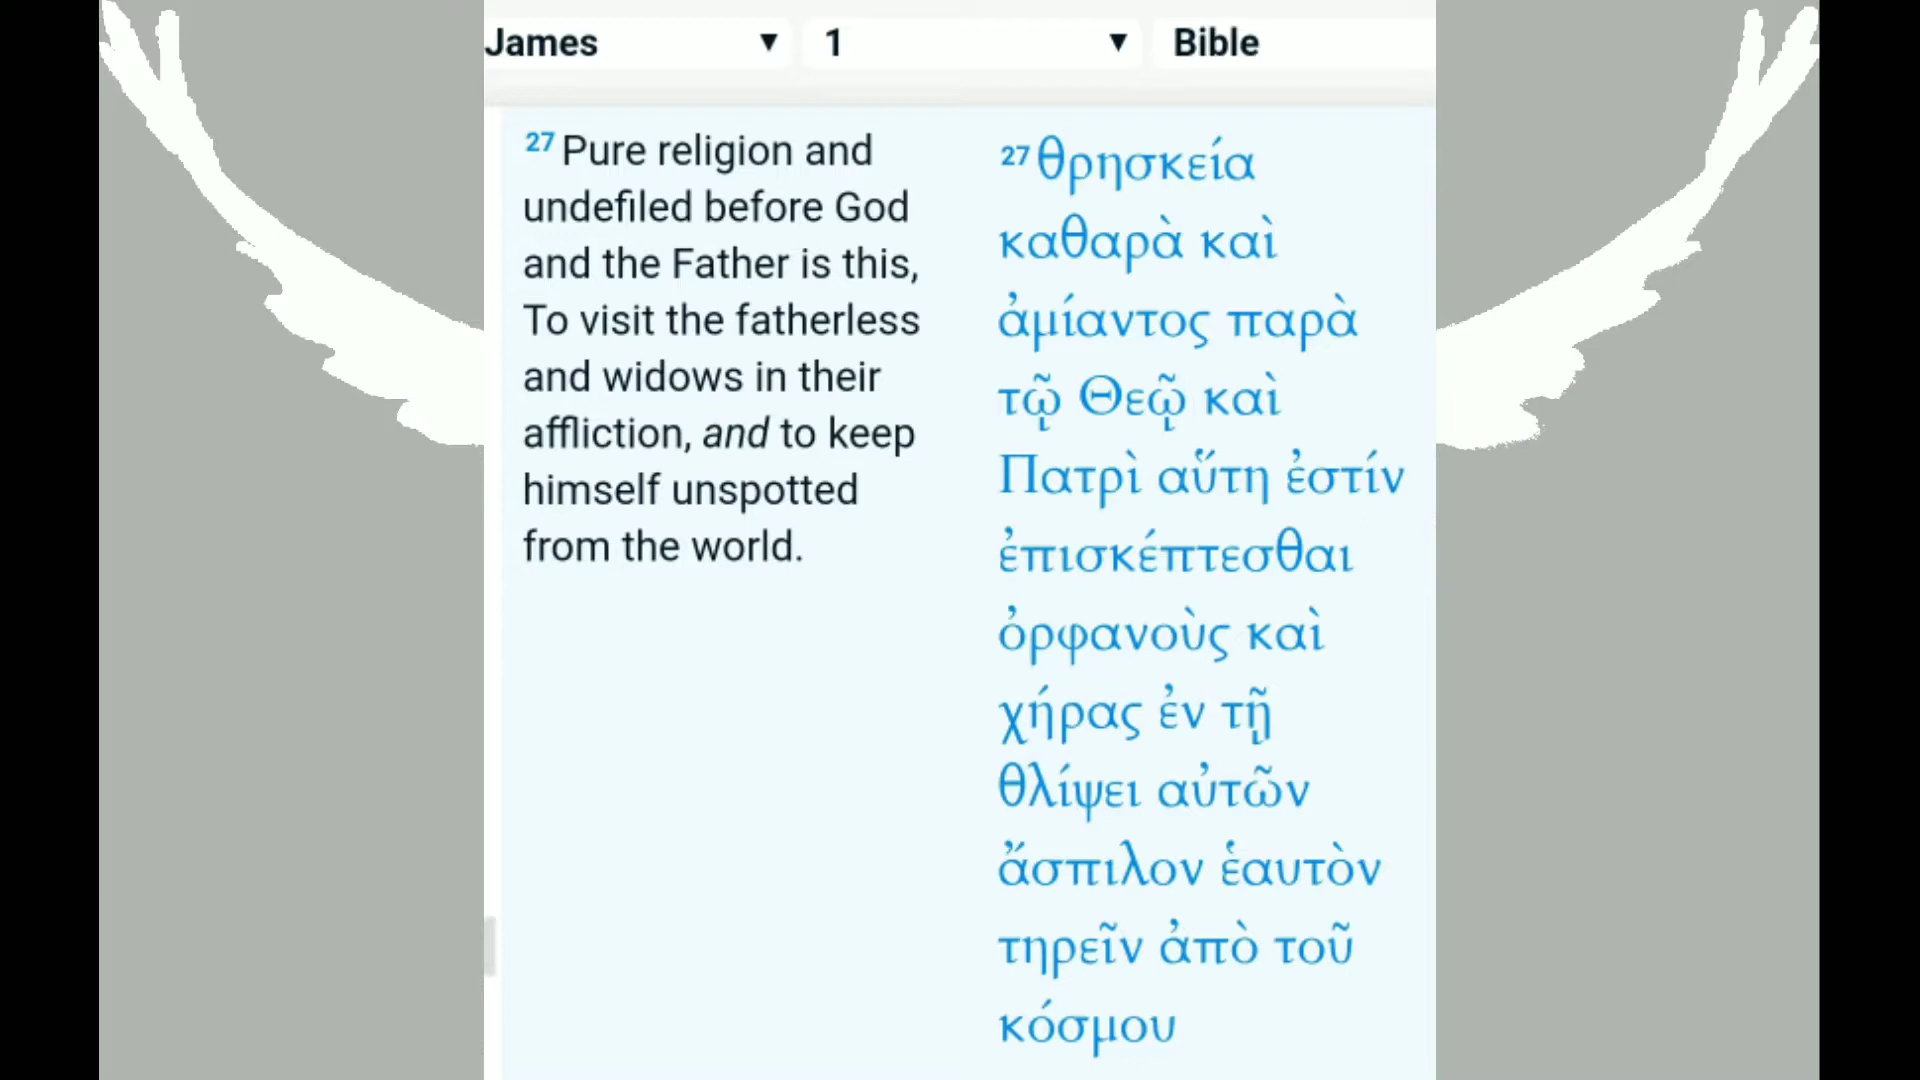 James ▼ 1 ▼ Bible
27 Pure religion and
undefiled before God
and the Father is this,
To visit the fatherless
and widows in their
affliction, and to keep
himself unspotted
from the world.
27 θρησκεία
καθαρὰ καὶ
ἀμίαντος παρὰ
τῷ Θεῷ καὶ
Πατρὶ αὕτη ἐστίν
ἐπισκέπτεσθαι
ὀρφανοὺς καὶ
χήρας ἐν τῇ
θλίψει αὐτῶν
ἄσπιλον ἑαυτὸν
τηρεῖν ἀπὸ τοῦ
κόσμου